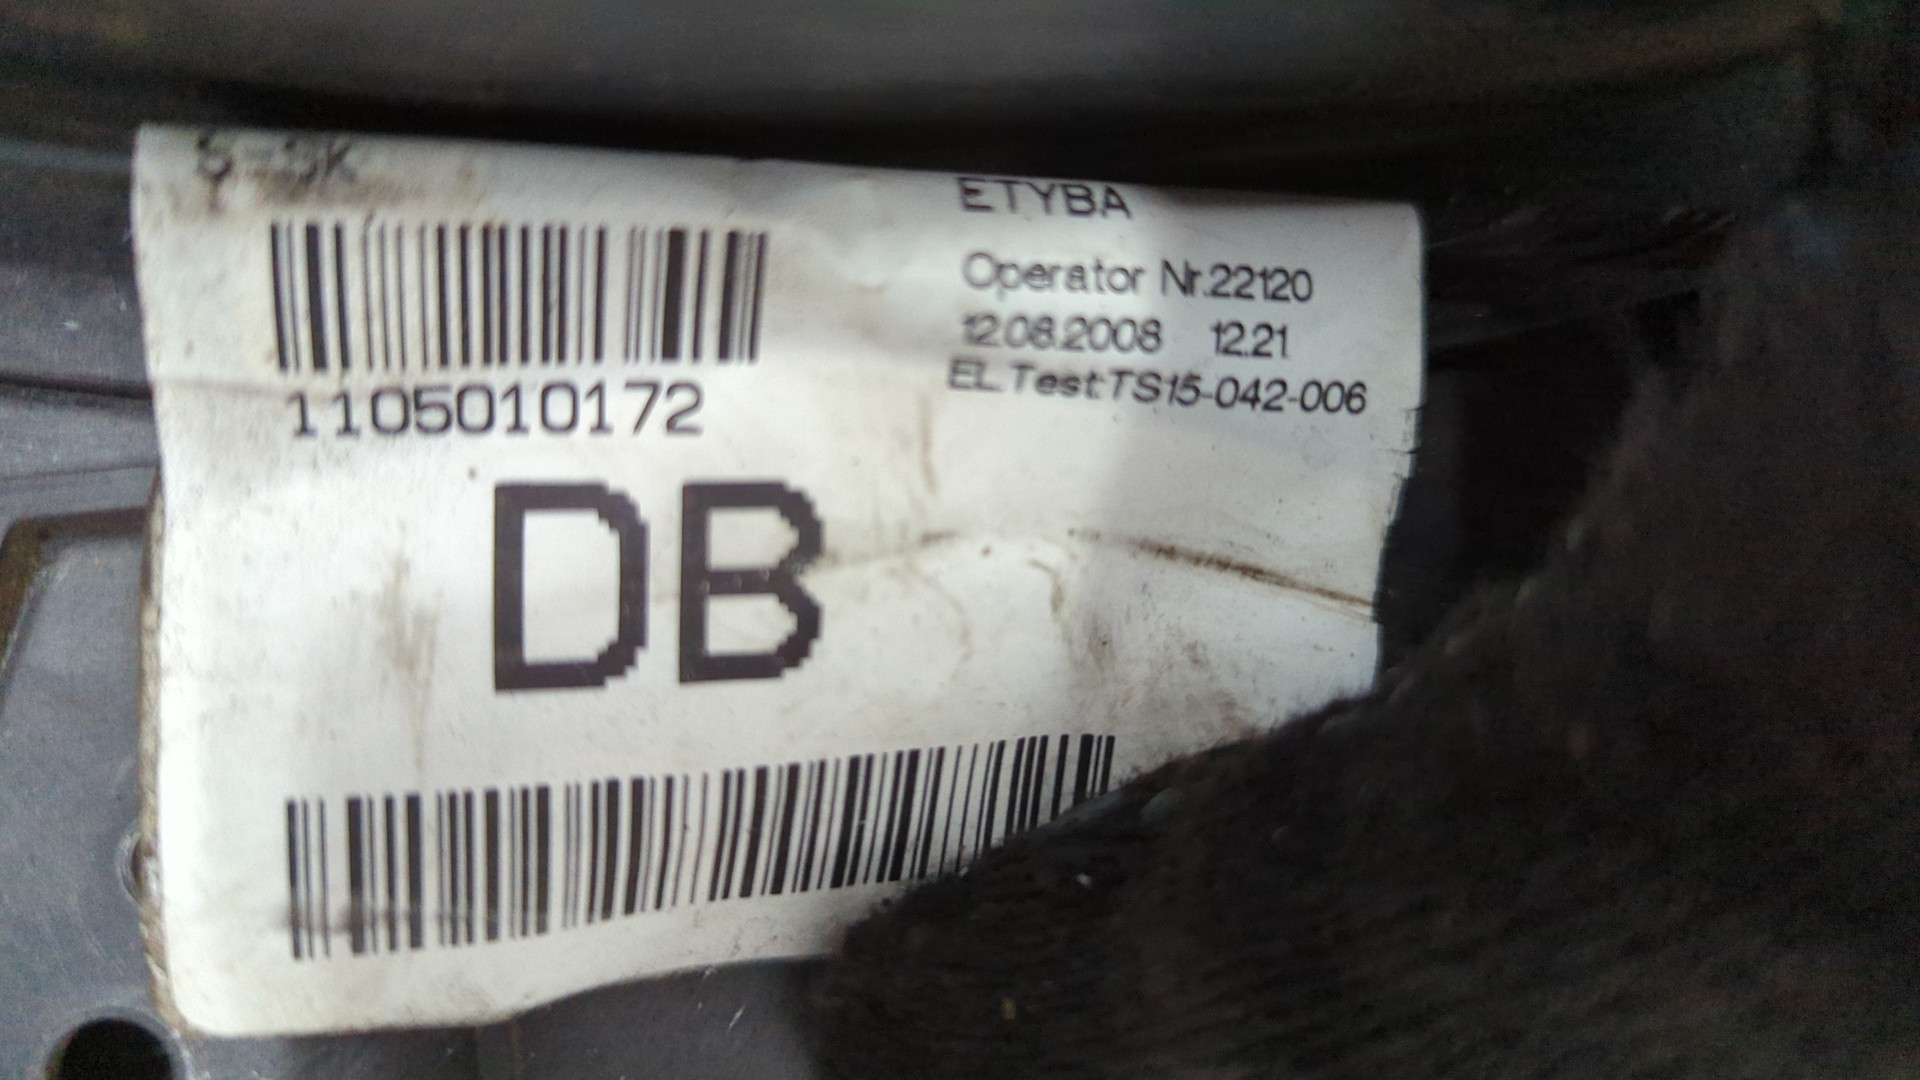 ETYBA
Operator Nr.22120
12.08.2008 12.21
EL.Test:TS15-042-006
1105010172
DB